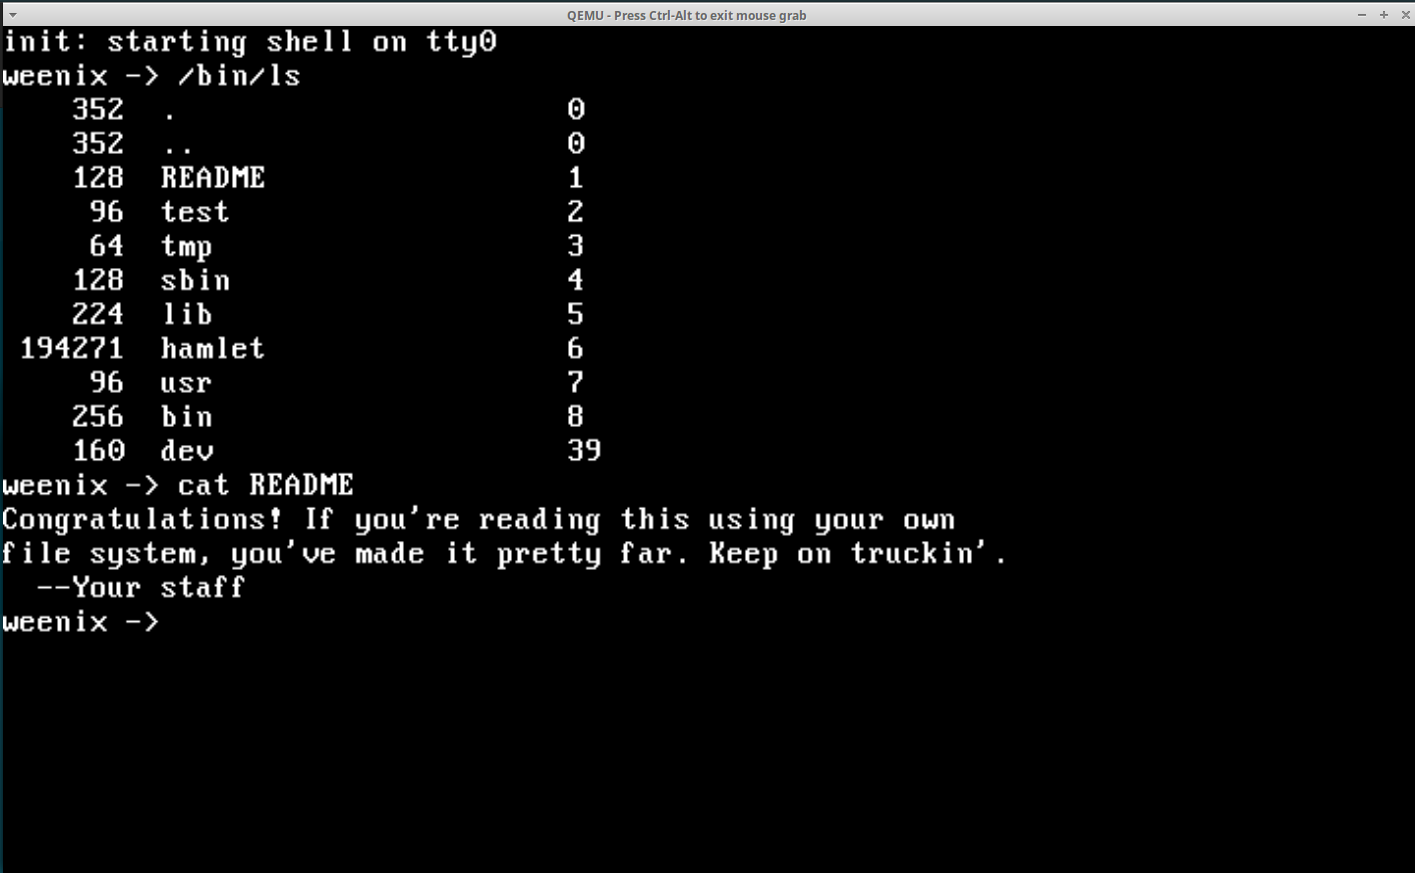 QEMU - Press Ctrl-Alt to exit mouse grab
init: starting shell on tty0
weenix -> /bin/ls
352 . 0
352 .. 0
128 README 1
96 test 2
64 tmp 3
128 sbin 4
224 lib 5
194271 hamlet 6
96 usr 7
256 bin 8
160 dev 39
weenix -> cat README
Congratulations! If you're reading this using your own
file system, you've made it pretty far. Keep on truckin'.
--Your staff
weenix ->